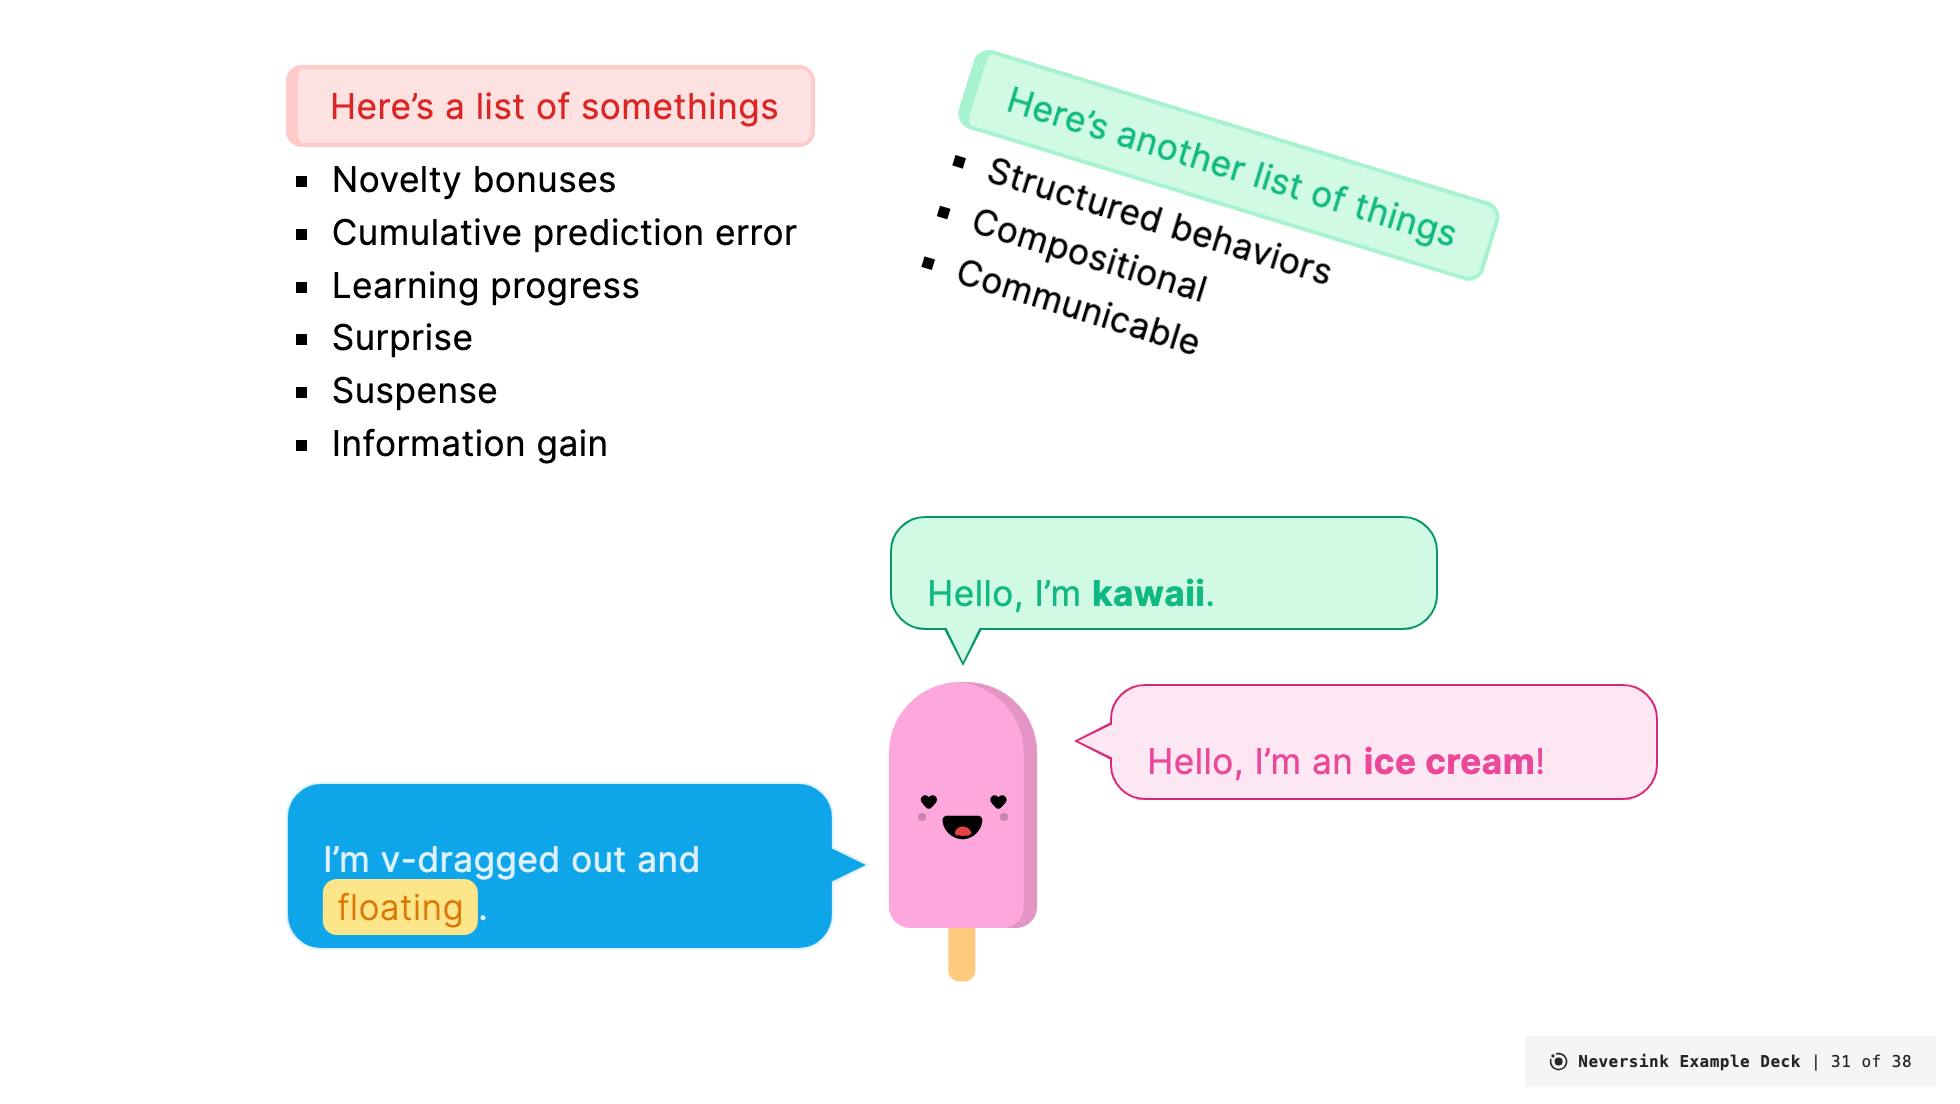 Here’s a list of somethings
Novelty bonuses
Cumulative prediction error
Learning progress
Surprise
Suspense
Information gain
Here’s another list of things
Structured behaviors
Compositional
Communicable
Hello, I’m kawaii.
Hello, I’m an ice cream!
I’m v-dragged out and
floating.
Neversink Example Deck | 31 of 38